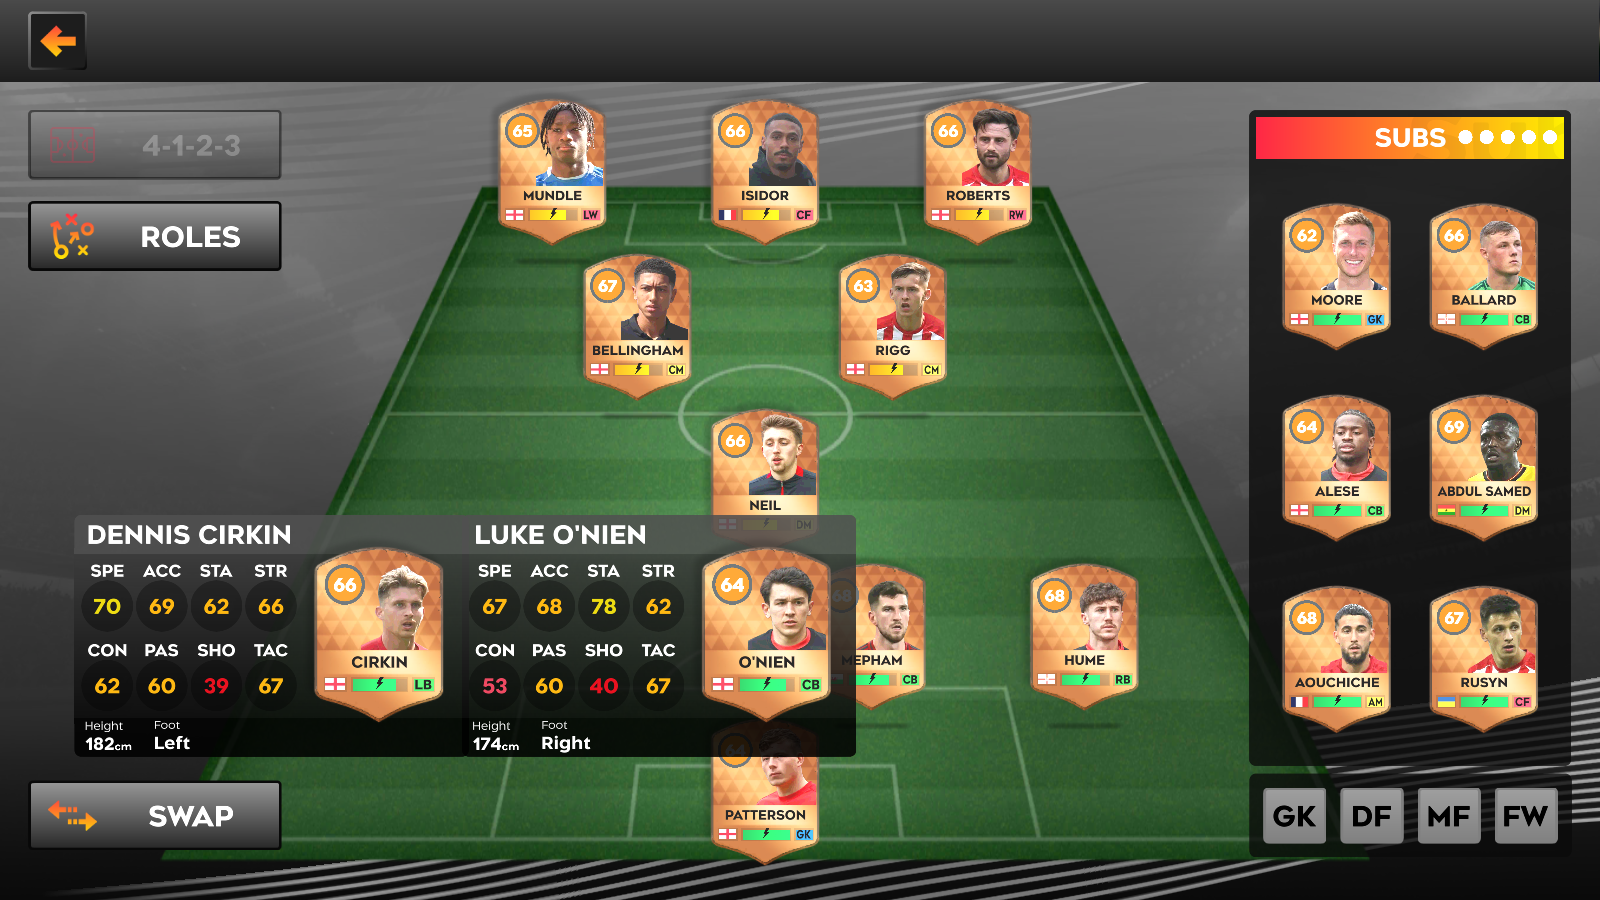 4-1-2-3
ROLES
65
MUNDLE
LW
66
ISIDOR
CF
66
ROBERTS
RW
67
BELLINGHAM
CM
63
RIGG
CM
66
NEIL
DM
DENNIS CIRKIN
SPE ACC STA STR
70 69 62 66
CON PAS SHO TAC
62 60 39 67
Height Foot
182cm Left
66
CIRKIN
LB
LUKE O'NIEN
SPE ACC STA STR
67 68 78 62
CON PAS SHO TAC
53 60 40 67
Height Foot
174cm Right
64
O'NIEN
CB
68
MEPHAM
CB
68
HUME
RB
64
PATTERSON
GK
SWAP
SUBS
62
MOORE
GK
66
BALLARD
CB
64
ALESE
CB
69
ABDUL SAMED
DM
68
AOUCHICHE
AM
67
RUSYN
CF
GK DF MF FW